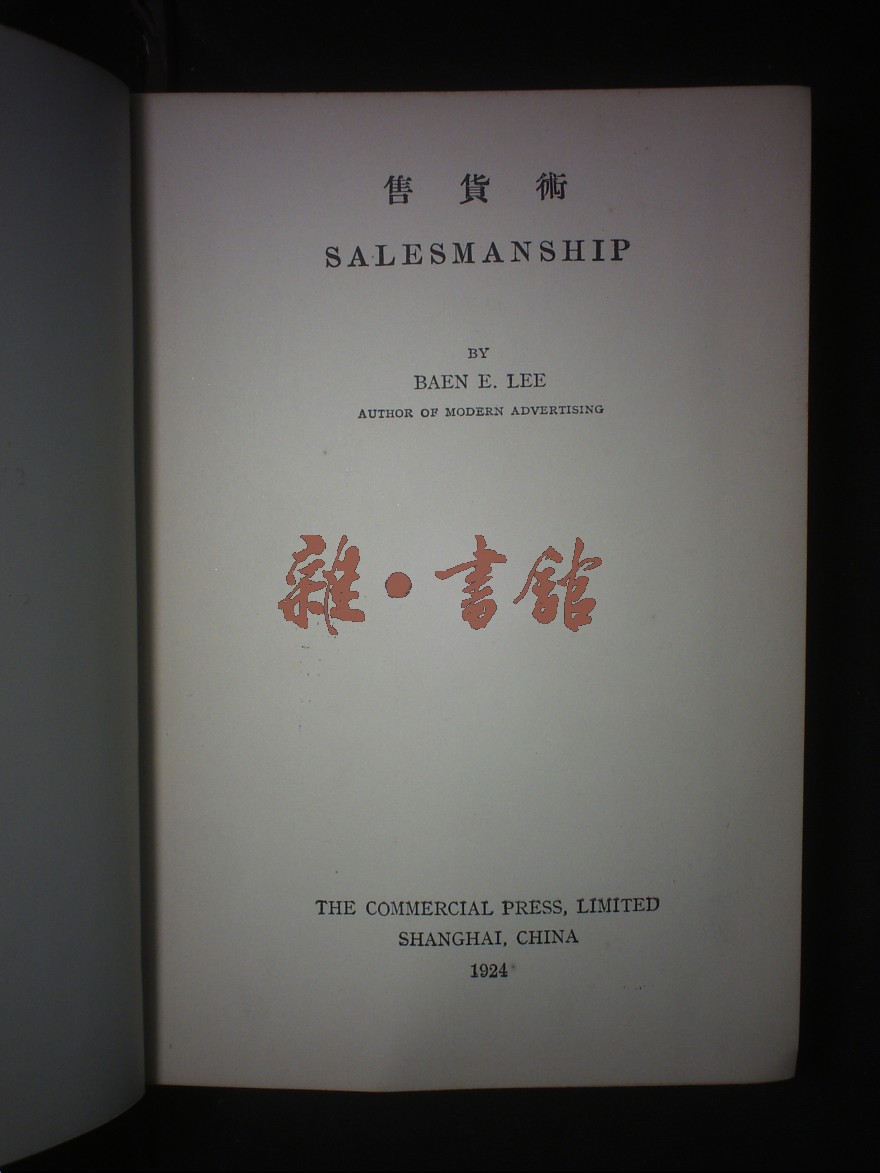 售貨術
SALESMANSHIP
BY
BAEN E. LEE
AUTHOR OF MODERN ADVERTISING
雜·書館
THE COMMERCIAL PRESS, LIMITED
SHANGHAI, CHINA
1924